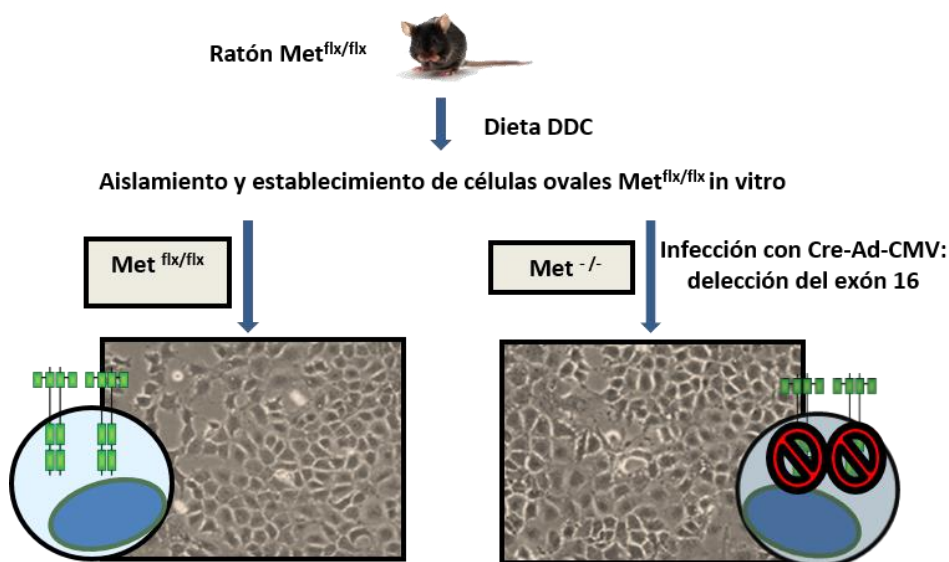 Ratón Met^flx/flx
Dieta DDC
Aislamiento y establecimiento de células ovales Met^flx/flx in vitro
Met ^flx/flx
Met ^-/-
Infección con Cre-Ad-CMV:
delección del exón 16